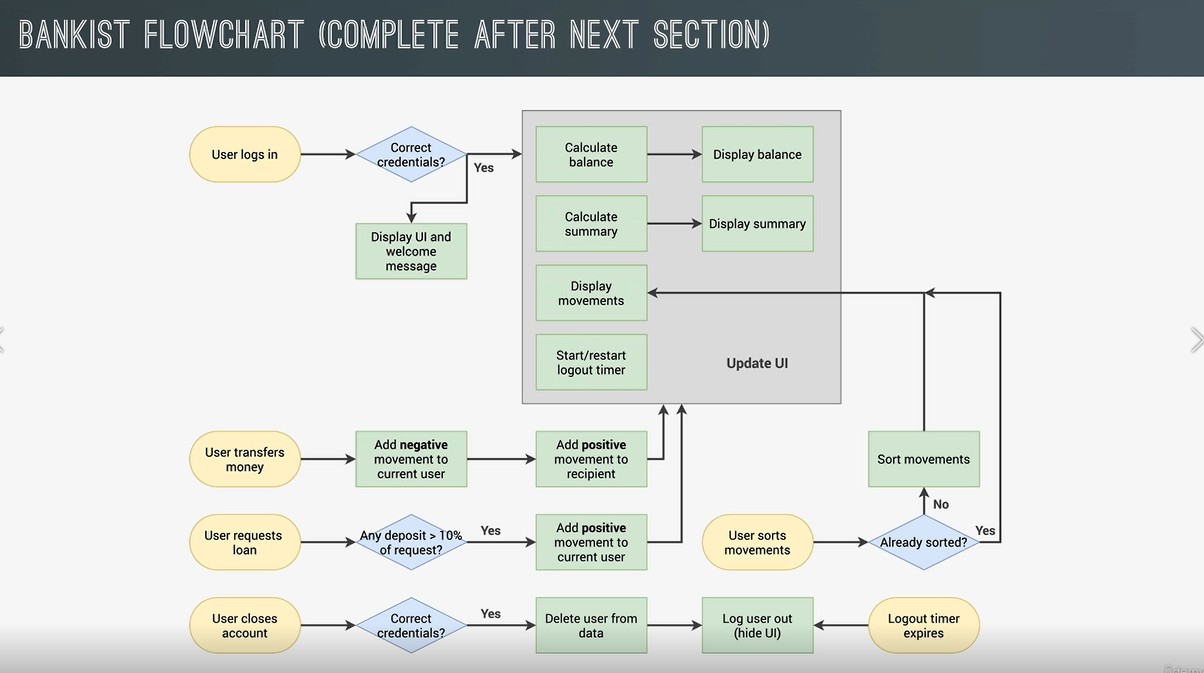 BANKIST FLOWCHART (COMPLETE AFTER NEXT SECTION)
User logs in
Correct
credentials?
Yes
Display UI and
welcome
message
Calculate
balance
Display balance
Calculate
summary
Display summary
Display
movements
Start/restart
logout timer
Update UI
User transfers
money
Add negative
movement to
current user
Add positive
movement to
recipient
Sort movements
No
User requests
loan
Any deposit > 10%
of request?
Yes
Add positive
movement to
current user
User sorts
movements
Already sorted?
Yes
User closes
account
Correct
credentials?
Yes
Delete user from
data
Log user out
(hide UI)
Logout timer
expires